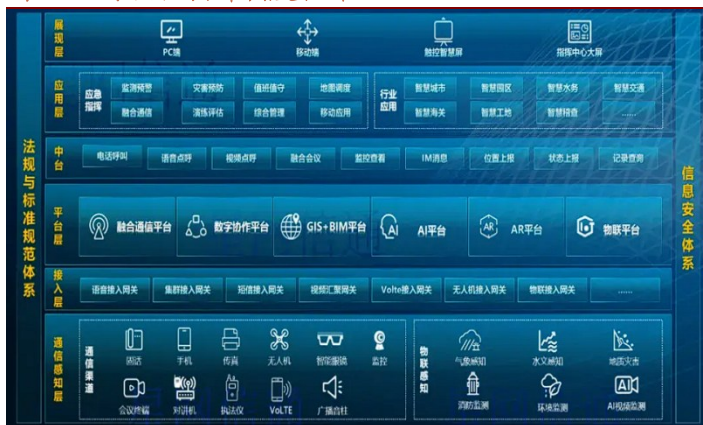 法规与标准规范体系
展现层
PC端
移动端
触控智慧屏
指挥中心大屏
应用层
应急指挥
监测预警 灾害预防 值班值守 地图调度
融合通信 演练评估 综合管理 移动应用
行业应用
智慧城市 智慧园区 智慧水务 智慧交通
智慧海关 智慧工地 智慧稽查 ……
中台
电话呼叫 语音点呼 视频点呼 融合会议 监控查看 IM消息 位置上报 状态上报 记录查询
平台层
融合通信平台 数字协作平台 GIS+BIM平台 AI AI平台 AR AR平台 物联平台
接入层
语音接入网关 集群接入网关 短信接入网关 视频汇聚网关 Volte接入网关 无人机接入网关 物联接入网关 ……
通信感知层
通信渠道
固话 手机 传真 无人机 智能眼镜 监控
会议终端 对讲机 执法仪 VoLTE 广播音柱
物联感知
气象感知 水文感知 地质灾害
消防监测 环境监测 AI视频监测
AI
信息安全体系